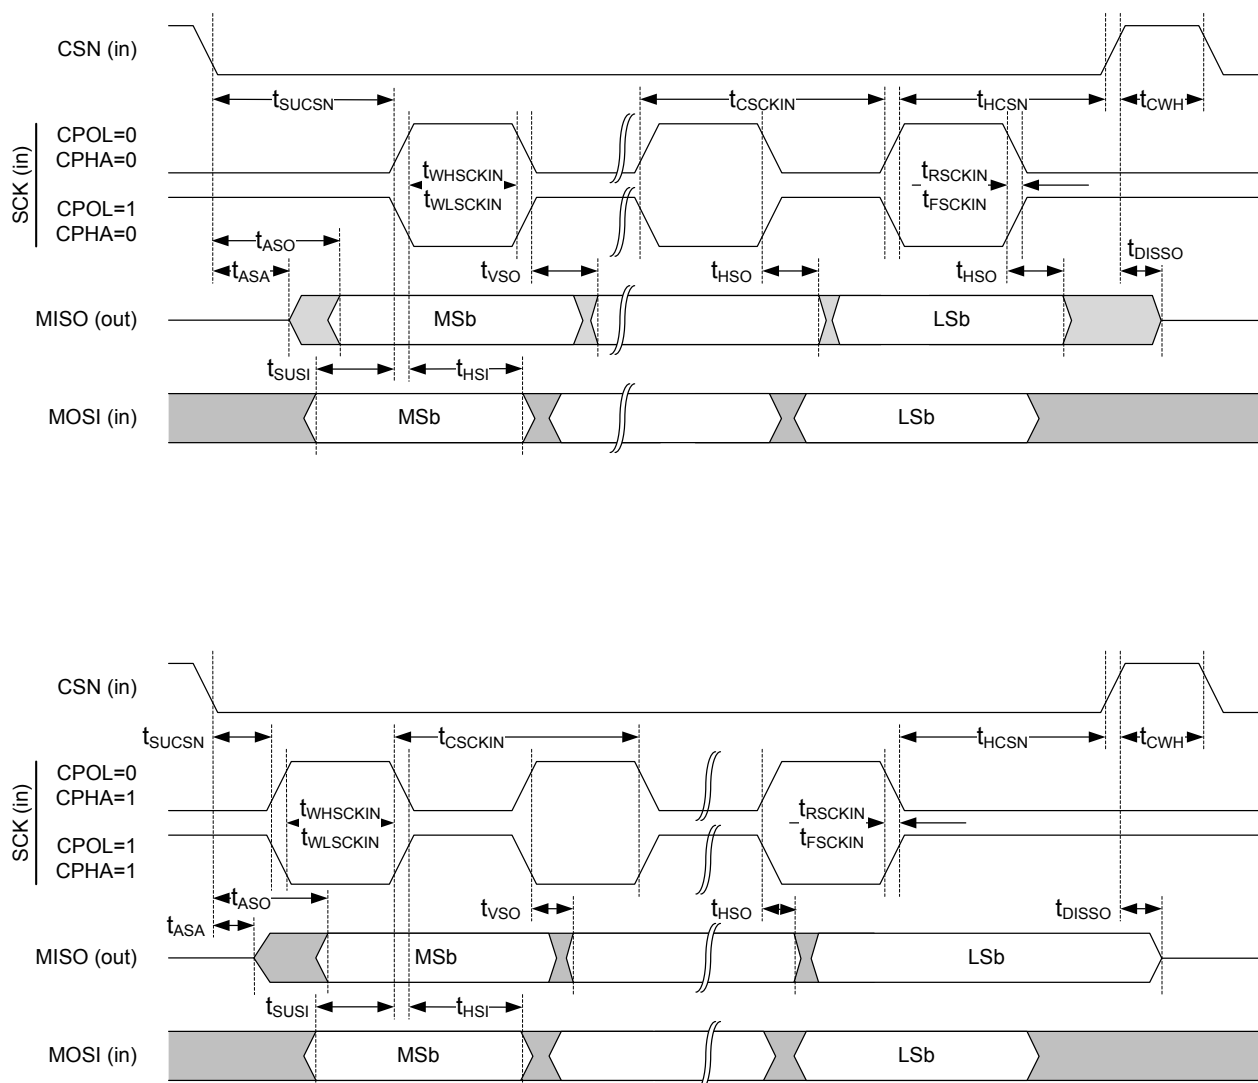 CSN (in)
tSUCSN
tCSCKIN
tHCSN
tCWH
SCK (in)
CPOL=0
CPHA=0
tWHSCKIN
tWLSCKIN
tRSCKIN
tFSCKIN
CPOL=1
CPHA=0
tASO
tASA
tVSO
tHSO
tHSO
tDISSO
MISO (out)
MSb
LSb
tSUSI
tHSI
MOSI (in)
MSb
LSb
CSN (in)
tSUCSN
tCSCKIN
tHCSN
tCWH
SCK (in)
CPOL=0
CPHA=1
tWHSCKIN
tWLSCKIN
tRSCKIN
tFSCKIN
CPOL=1
CPHA=1
tASO
tASA
tVSO
tHSO
tDISSO
MISO (out)
MSb
LSb
tSUSI
tHSI
MOSI (in)
MSb
LSb